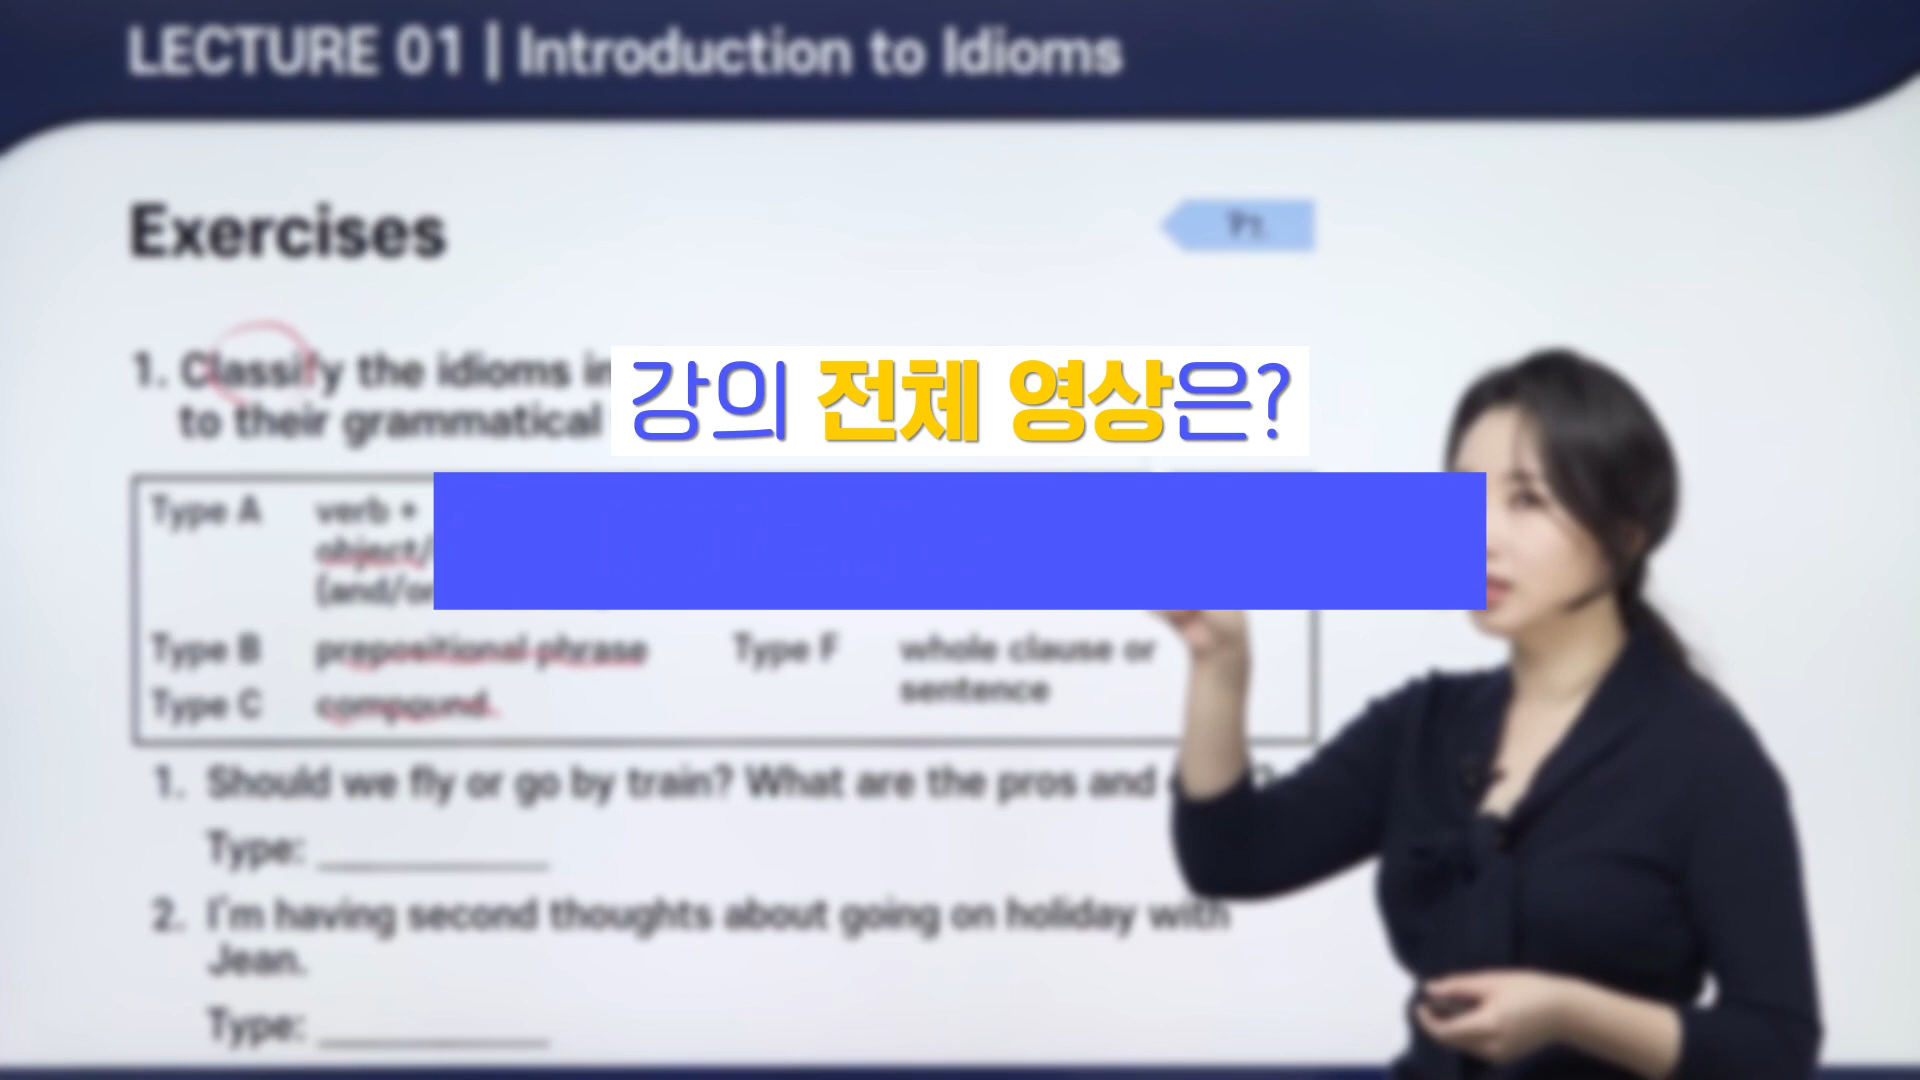 LECTURE 01 | Introduction to Idioms
Exercises
강의 전체 영상은?
1. Classify the idioms
to their grammatical
Type A verb +
object/
(and/or
Type B prepositional phrase Type F whole clause or
sentence
Type C compound
1. Should we fly or go by train? What are the pros and
Type:
2. I'm having second thoughts about going on holiday with
Jean.
Type: